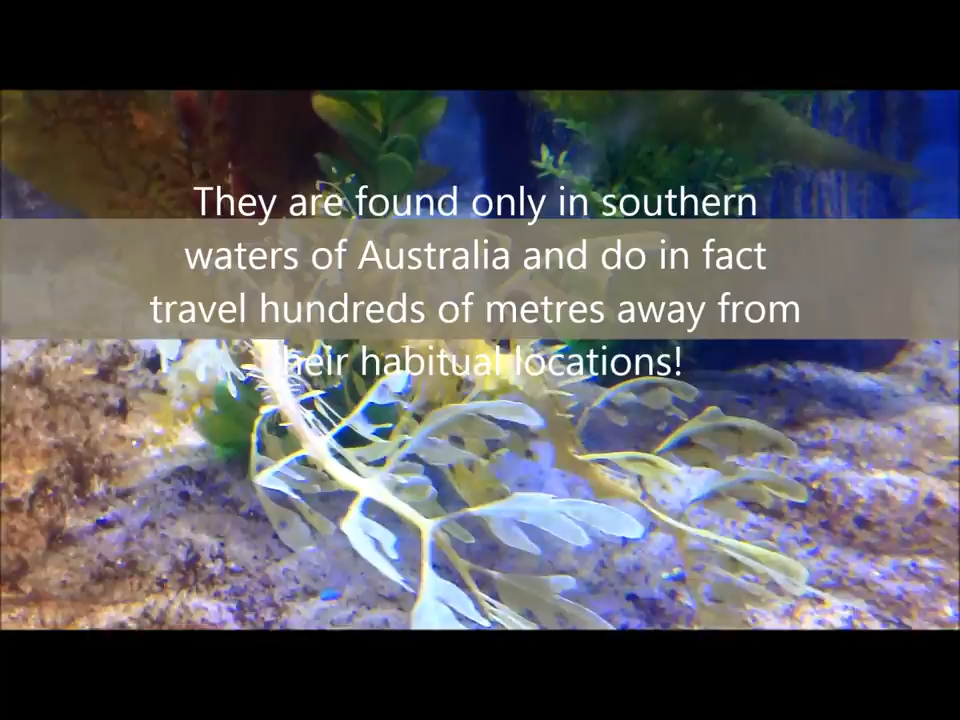 They are found only in southern
waters of Australia and do in fact
travel hundreds of metres away from
their habitual locations!